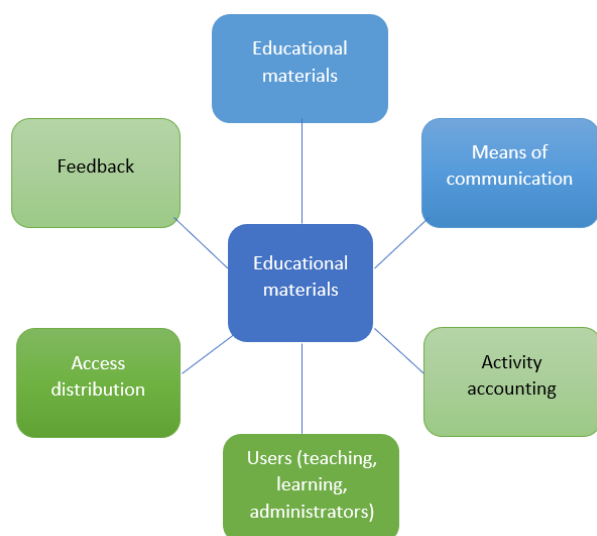 Educational
materials
Feedback
Means of
communication
Educational
materials
Access
distribution
Activity
accounting
Users (teaching,
learning,
administrators)